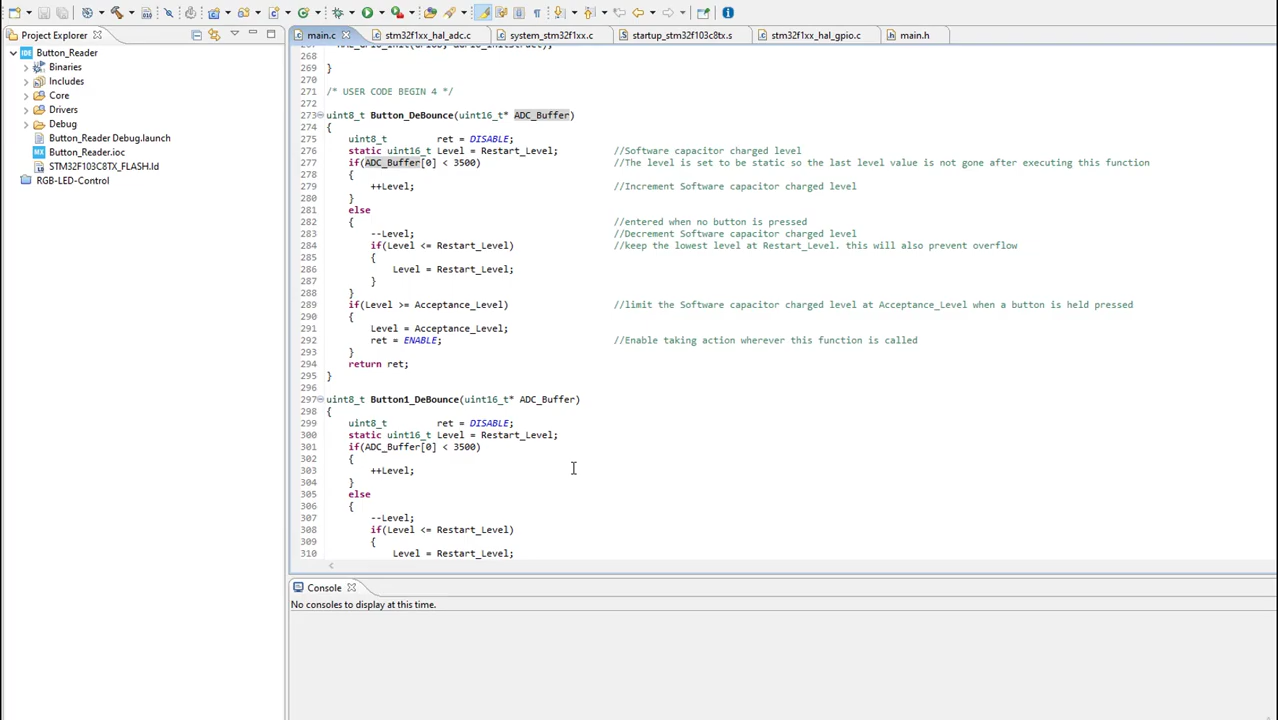 Project Explorer
Button_Reader
Binaries
Includes
Core
Drivers
Debug
Button_Reader Debug.launch
Button_Reader.ioc
STM32F103C8TX_FLASH.ld
RGB-LED-Control
main.c stm32f1xx_hal_adc.c system_stm32f1xx.c startup_stm32f103c8tx.s stm32f1xx_hal_gpio.c main.h
268
269 }
270
271 /* USER CODE BEGIN 4 */
272
273 uint8_t Button_DeBounce(uint16_t* ADC_Buffer)
274 {
275 uint8_t ret = DISABLE;
276 static uint16_t Level = Restart_Level; //Software capacitor charged level
277 if(ADC_Buffer[0] < 3500) //The level is set to be static so the last level value is not gone after executing this function
278 {
279 ++Level; //Increment Software capacitor charged level
280 }
281 else
282 { //entered when no button is pressed
283 --Level; //Decrement Software capacitor charged level
284 if(Level <= Restart_Level) //keep the lowest level at Restart_Level. this will also prevent overflow
285 {
286 Level = Restart_Level;
287 }
288 }
289 if(Level >= Acceptance_Level) //limit the Software capacitor charged level at Acceptance_Level when a button is held pressed
290 {
291 Level = Acceptance_Level;
292 ret = ENABLE; //Enable taking action wherever this function is called
293 }
294 return ret;
295 }
296
297 uint8_t Button1_DeBounce(uint16_t* ADC_Buffer)
298 {
299 uint8_t ret = DISABLE;
300 static uint16_t Level = Restart_Level;
301 if(ADC_Buffer[0] < 3500)
302 {
303 ++Level;
304 }
305 else
306 {
307 --Level;
308 if(Level <= Restart_Level)
309 {
310 Level = Restart_Level;
Console
No consoles to display at this time.